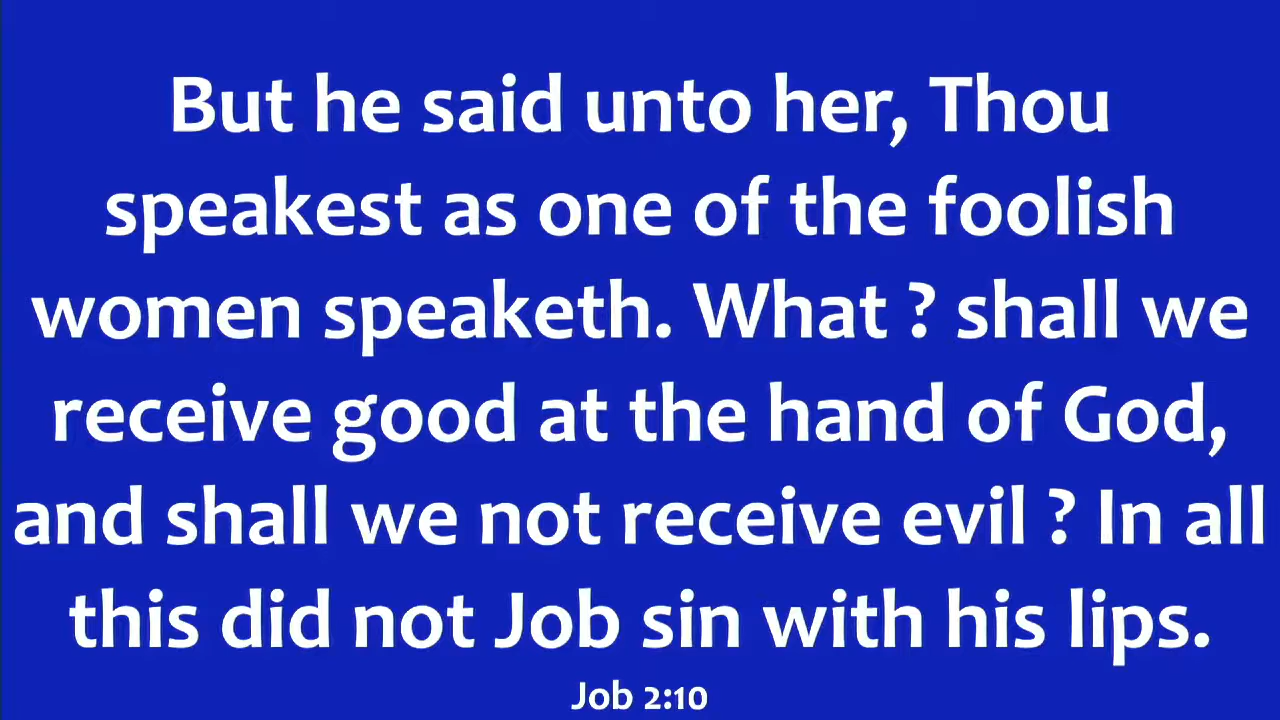 But he said unto her, Thou
speakest as one of the foolish
women speaketh. What ? shall we
receive good at the hand of God,
and shall we not receive evil ? In all
this did not Job sin with his lips.
Job 2:10